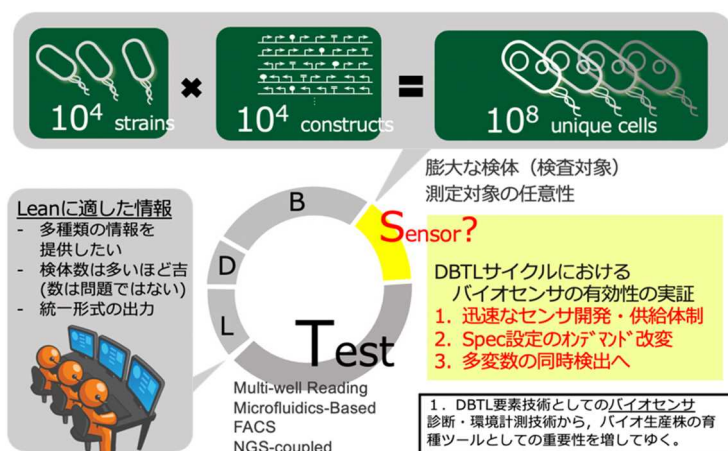 10⁴ strains
10⁴ constructs
10⁸ unique cells
膨大な検体（検査対象）
測定対象の任意性
Leanに適した情報
- 多種類の情報を
提供したい
- 検体数は多いほど吉
(数は問題ではない)
- 統一形式の出力
B
D
L
Sensor?
Test
Multi-well Reading
Microfluidics-Based
FACS
NGS-coupled
DBTLサイクルにおける
バイオセンサの有効性の実証
1. 迅速なセンサ開発・供給体制
2. Spec設定のオンデマンド改変
3. 多変数の同時検出へ
1．DBTL要素技術としてのバイオセンサ
診断・環境計測技術から，バイオ生産株の育
種ツールとしての重要性を増してゆく。